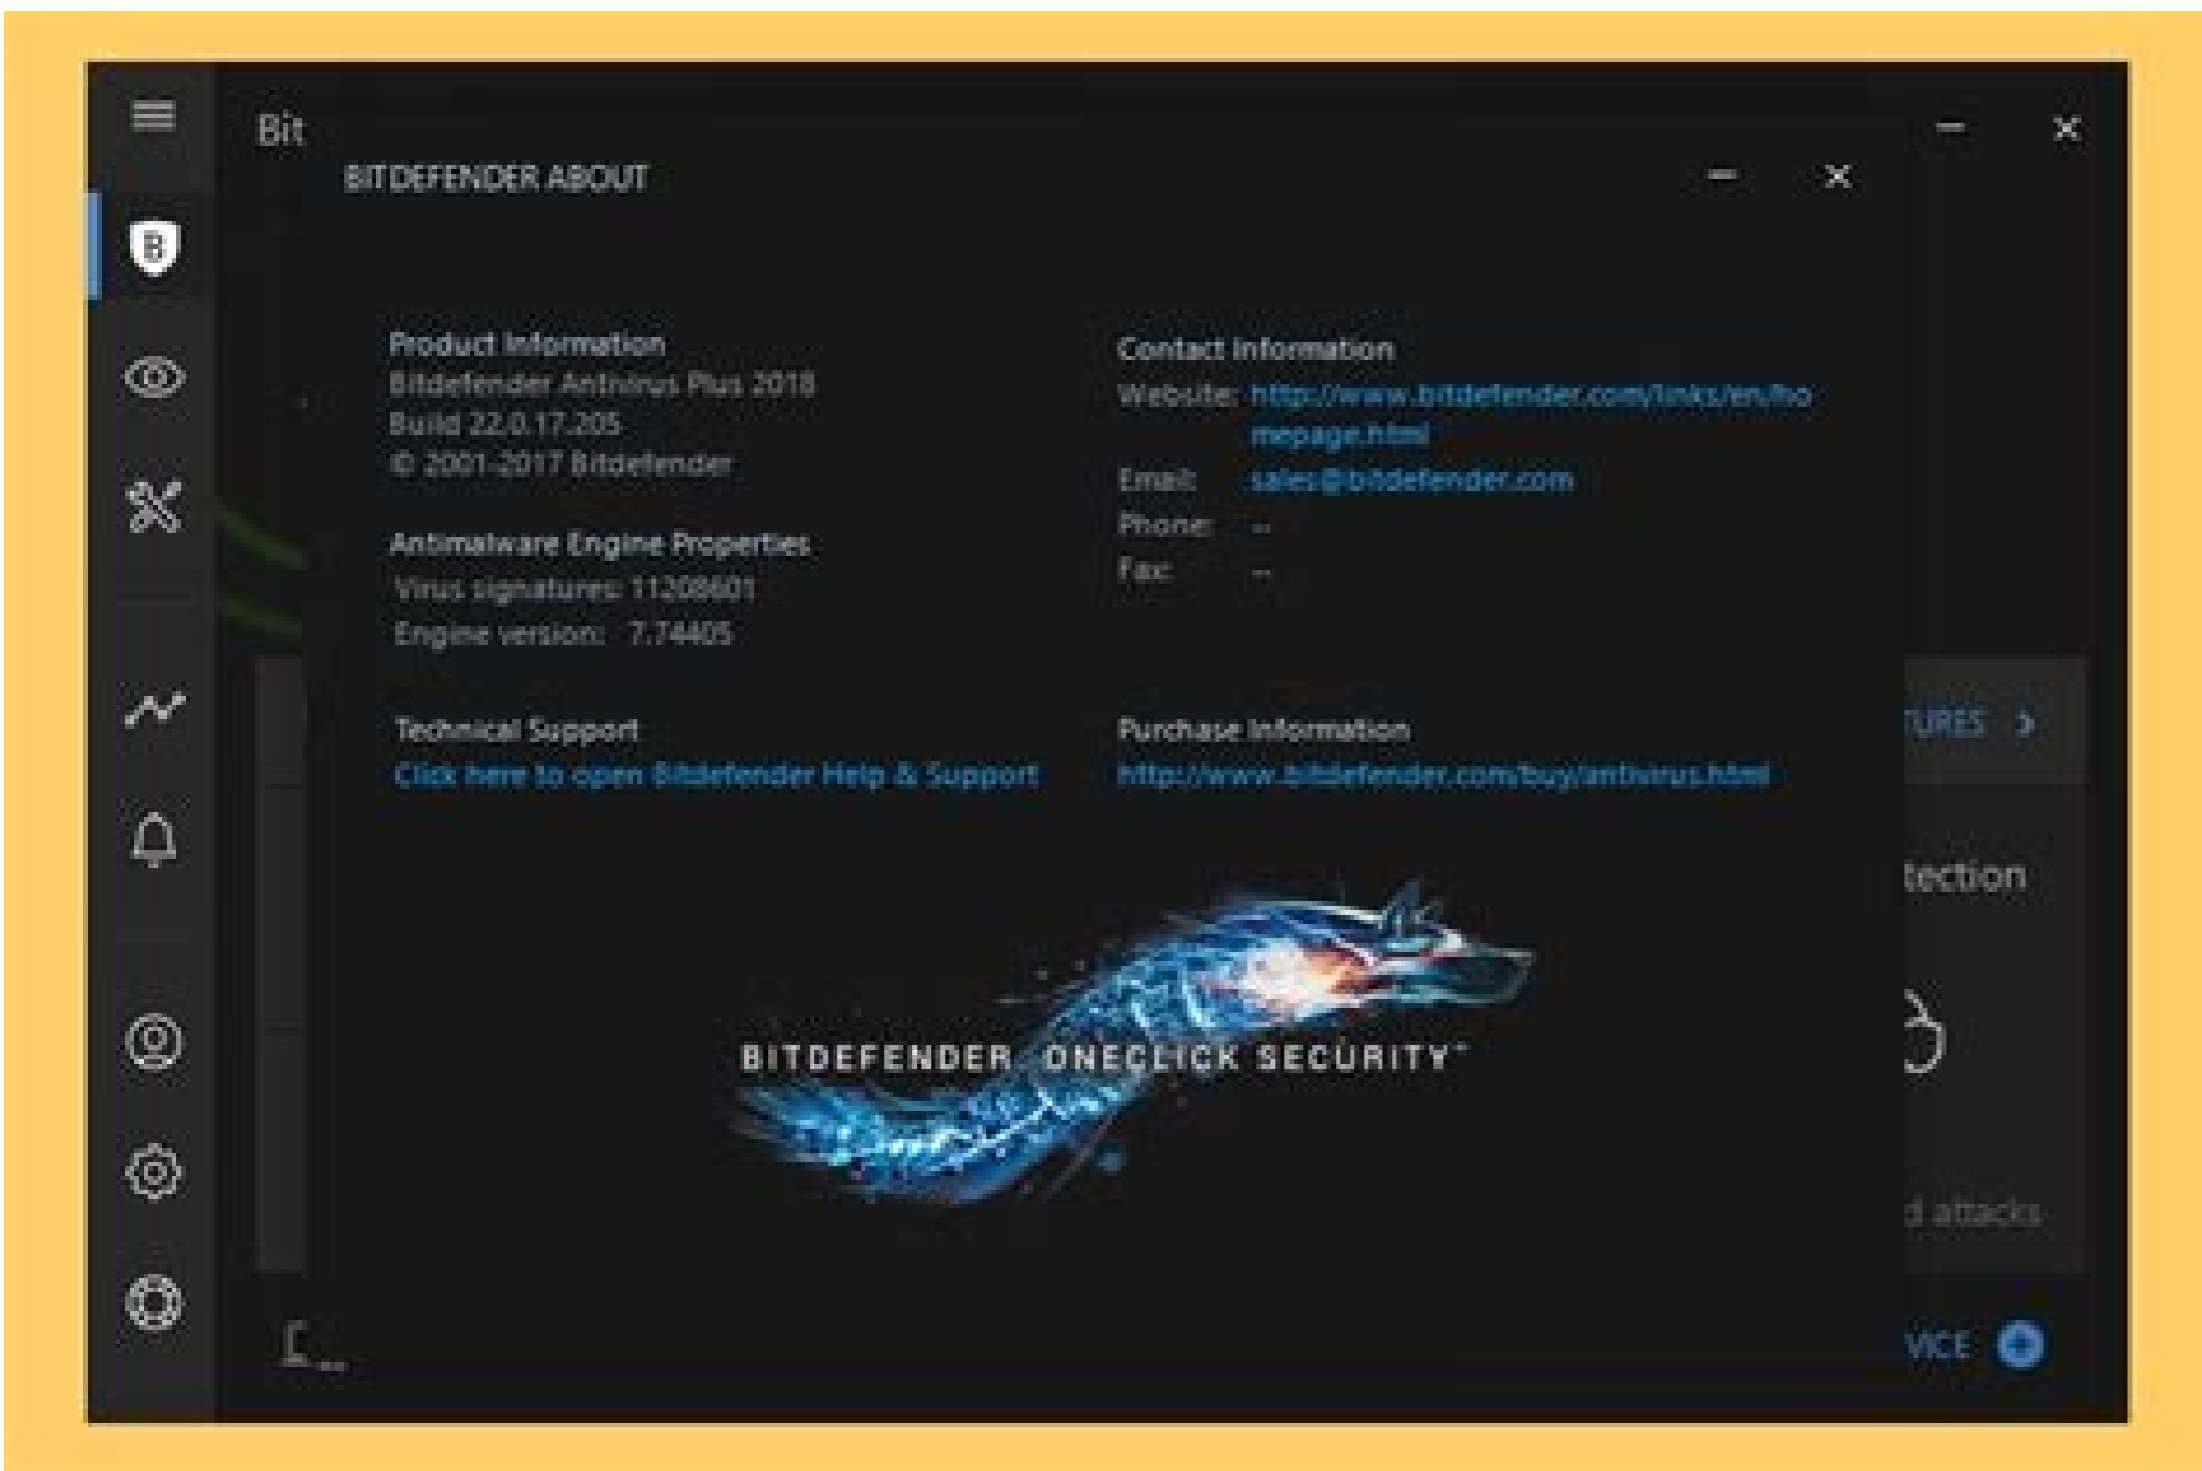 Bit
BITDEFENDER ABOUT
Product Information
Bitdefender Antivirus Plus 2018
Build 22.0.17.205
© 2001-2017 Bitdefender
Antimalware Engine Properties
Virus signatures: 11208601
Engine version: 7.74405
Technical Support
Click here to open Bitdefender Help & Support
Contact Information
Website: http://www.bitdefender.com/links/en/ho
mepage.html
Email: sales@bitdefender.com
Phone: --
Fax: --
Purchase Information
http://www.bitdefender.com/buy/antivirus.html
TURES
tection
BITDEFENDER ONECLICK SECURITY™
d attacks
VICE